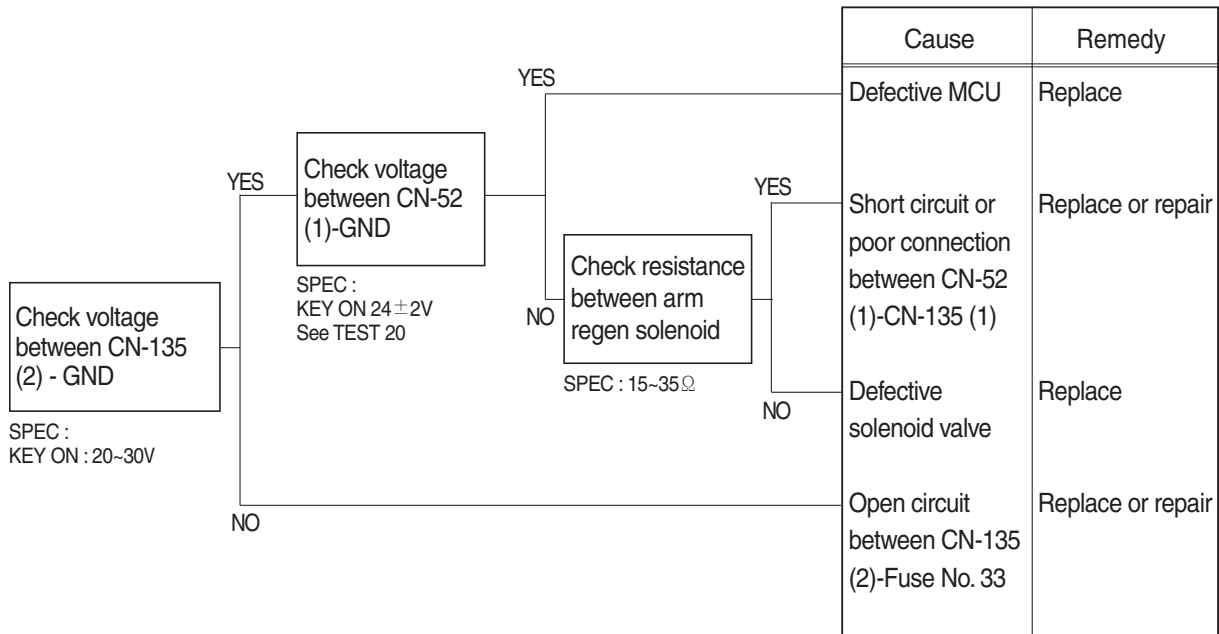 Cause
Remedy
YES
Defective MCU
Replace
Check voltage
between CN-52
(1)-GND
YES
YES
Short circuit or
poor connection
between CN-52
(1)-CN-135 (1)
Replace or repair
SPEC :
KEY ON 24±2V
See TEST 20
Check resistance
between arm
regen solenoid
NO
Check voltage
between CN-135
(2) - GND
SPEC : 15~35Ω
NO
Defective
solenoid valve
Replace
SPEC :
KEY ON : 20~30V
NO
Open circuit
between CN-135
(2)-Fuse No. 33
Replace or repair